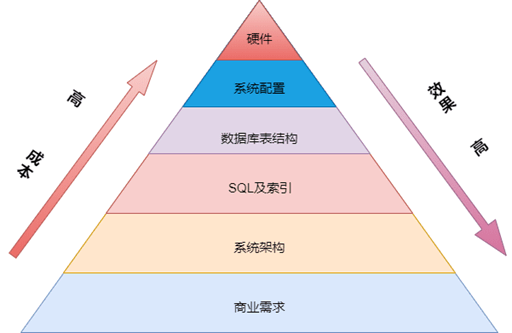 硬件
系统配置
数据库表结构
SQL及索引
系统架构
商业需求
成本 高
效果 高